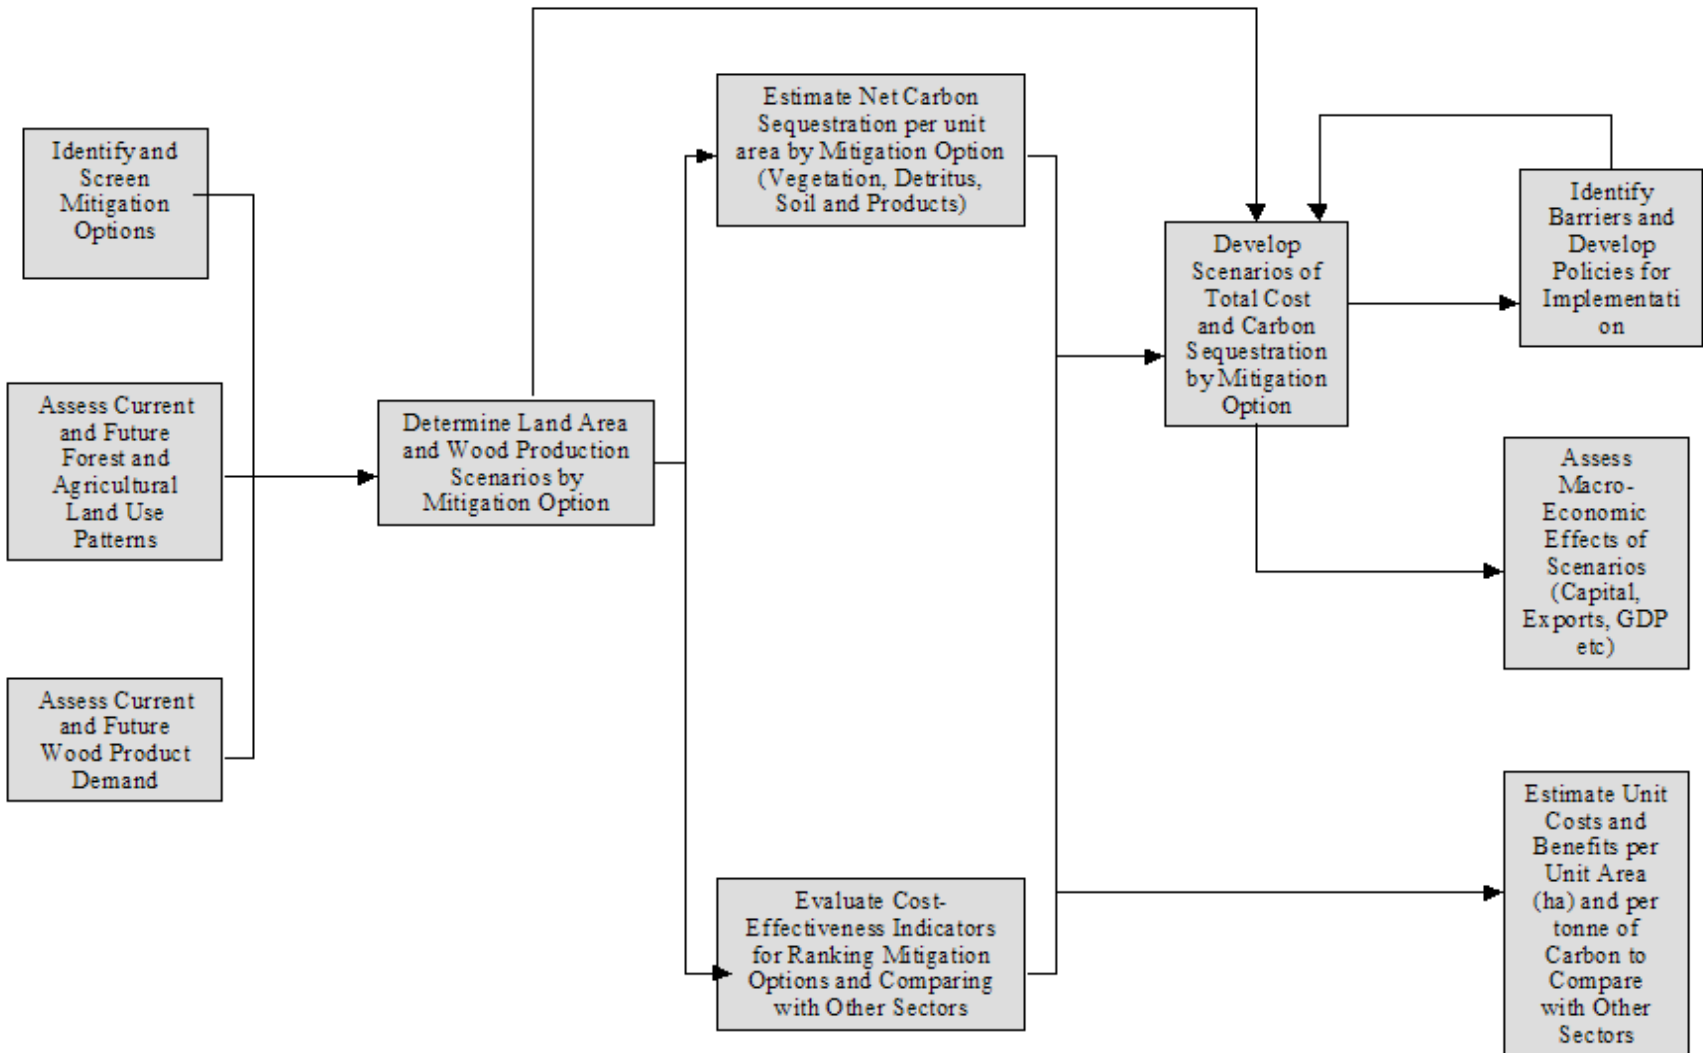 Identify and
Screen
Mitigation
Options
Assess Current
and Future
Forest and
Agricultural
Land Use
Patterns
Assess Current
and Future
Wood Product
Demand
Determine Land Area
and Wood Production
Scenarios by
Mitigation Option
Estimate Net Carbon
Sequestration per unit
area by Mitigation Option
(Vegetation, Detritus,
Soil and Products)
Evaluate Cost-
Effectiveness Indicators
for Ranking Mitigation
Options and Comparing
with Other Sectors
Develop
Scenarios of
Total Cost
and Carbon
Sequestration
by Mitigation
Option
Identify
Barriers and
Develop
Policies for
Implementati
on
Assess
Macro-
Economic
Effects of
Scenarios
(Capital,
Exports, GDP
etc)
Estimate Unit
Costs and
Benefits per
Unit Area
(ha) and per
tonne of
Carbon to
Compare
with Other
Sectors